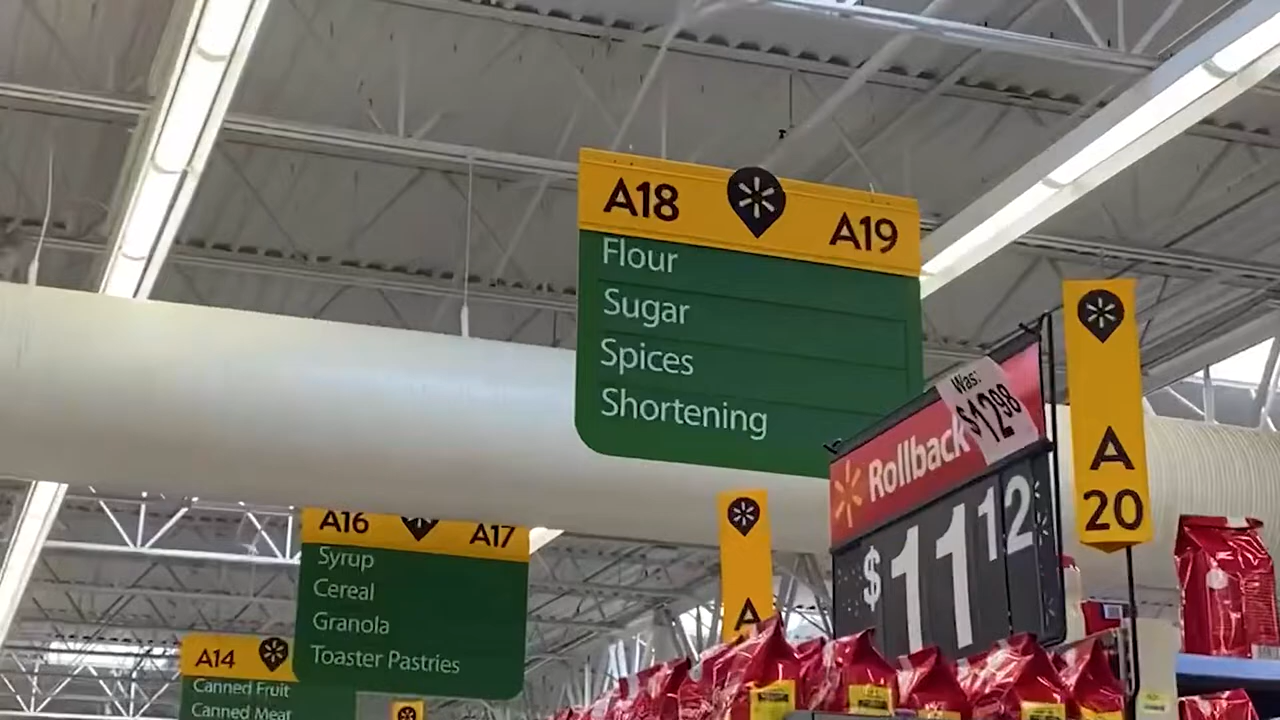 A18 A19
Flour
Sugar
Spices
Shortening
Was:
$12.98
Rollback
$11.12
A
20
A16 A17
Syrup
Cereal
Granola
Toaster Pastries
A
A14
Canned Fruit
Canned Meat